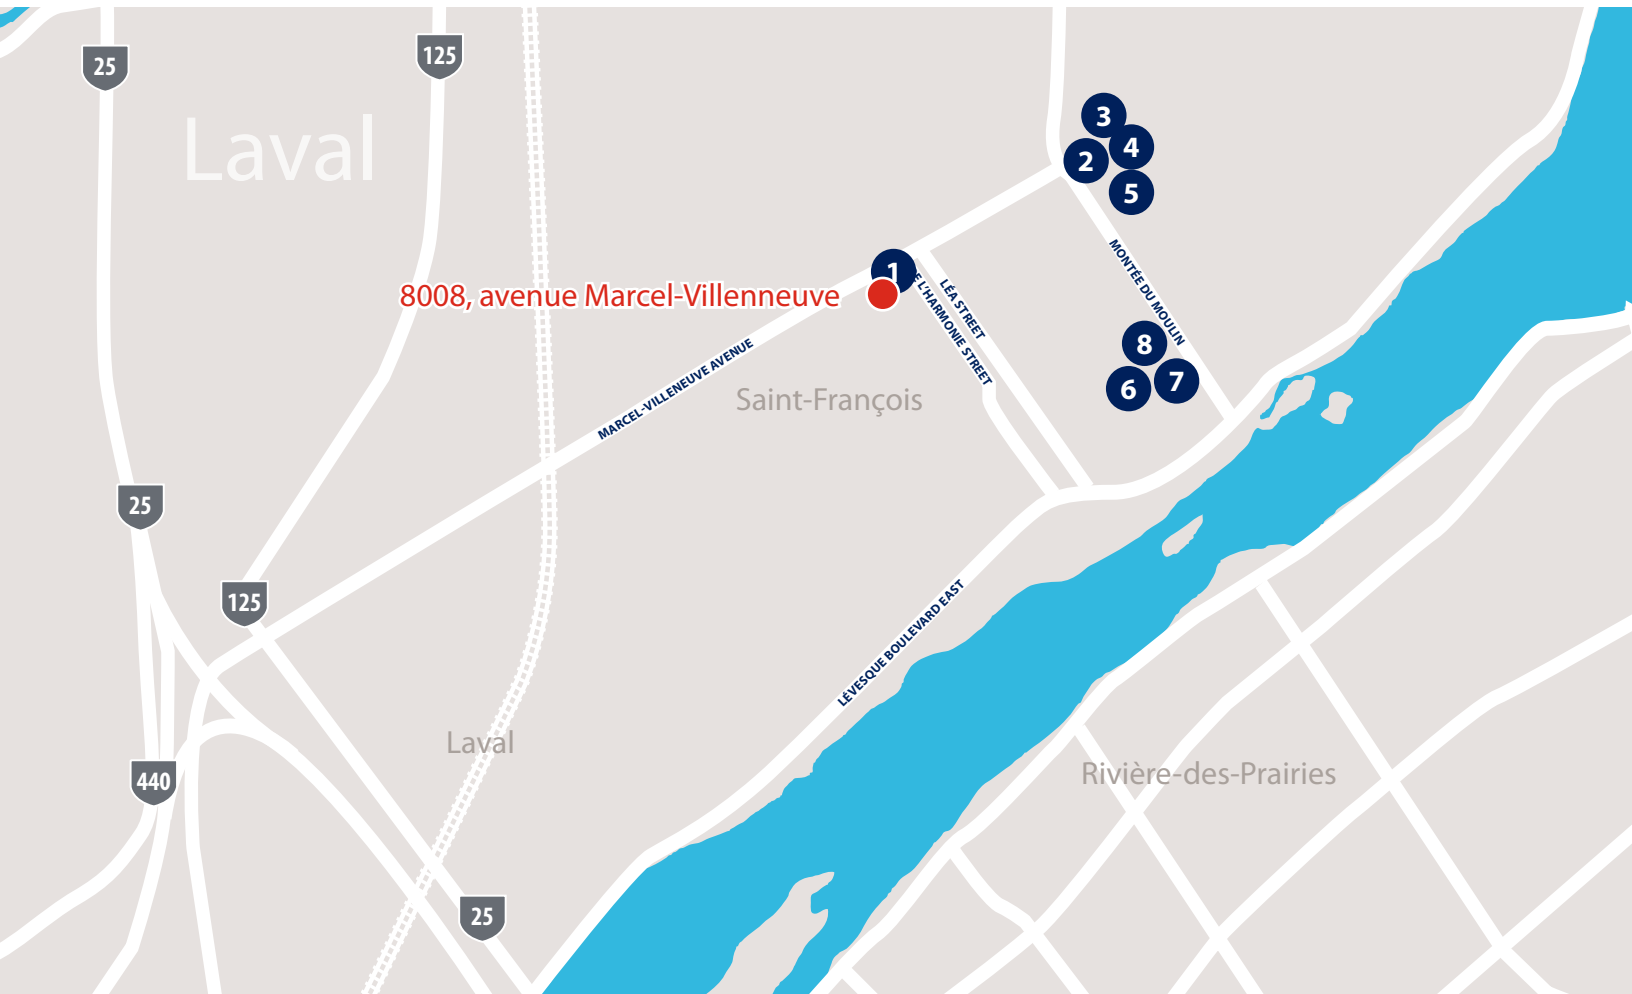 25
125
Laval
3
4
2
5
1
8008, avenue Marcel-Villenneuve
E L'HARMONIE STREET
LÉA STREET
MONTÉE DU MOULIN
MARCEL-VILLENEUVE AVENUE
8
7
6
Saint-François
25
125
LÉVESQUE BOULEVARD EAST
Laval
440
Rivière-des-Prairies
25